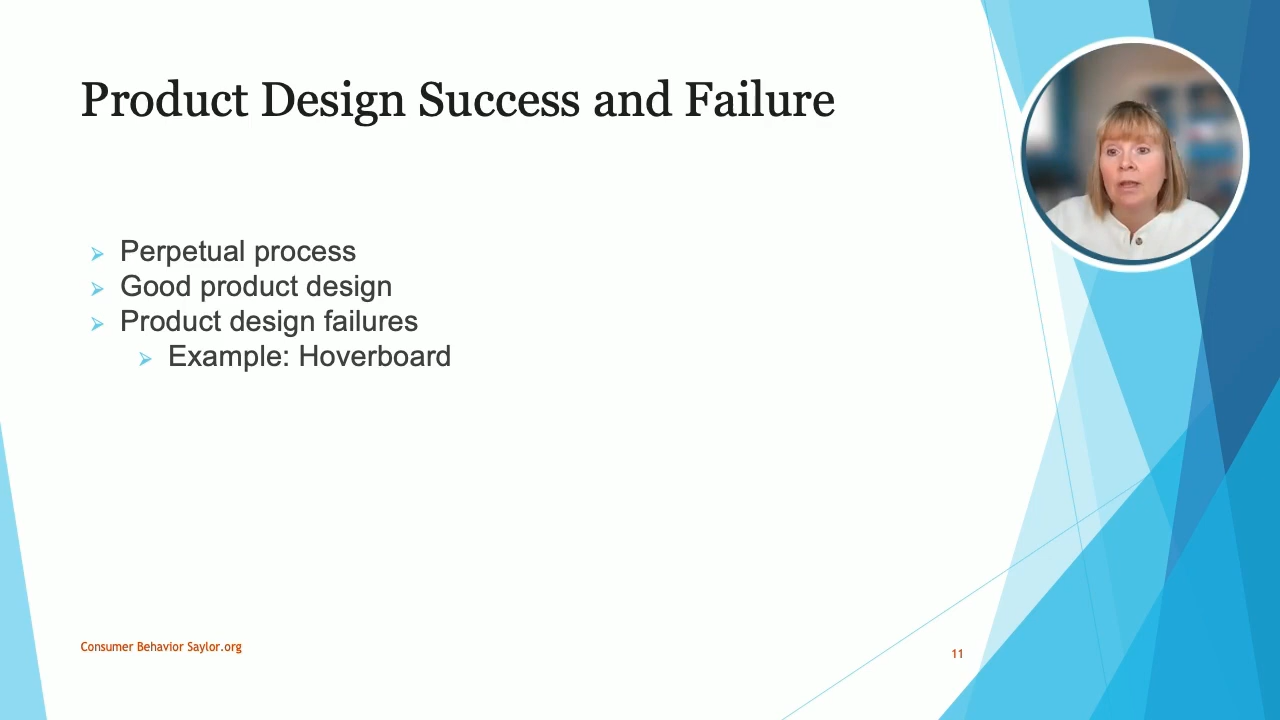 Product Design Success and Failure
Perpetual process
Good product design
Product design failures
Example: Hoverboard
Consumer Behavior Saylor.org
11